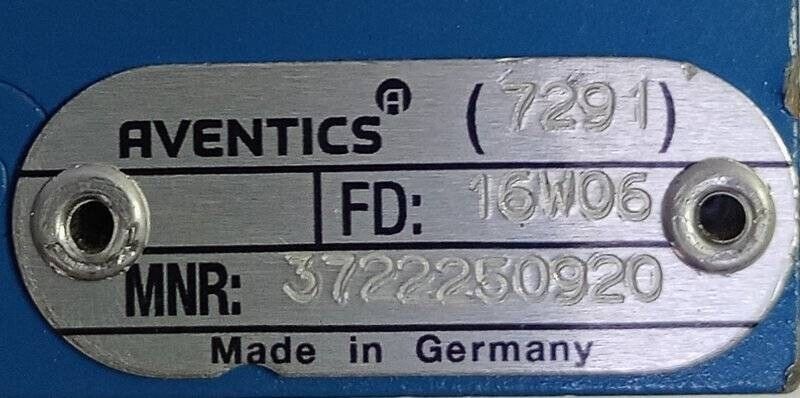 AVENTICS (7291)
FD: 16W06
MNR: 3722250920
Made in Germany